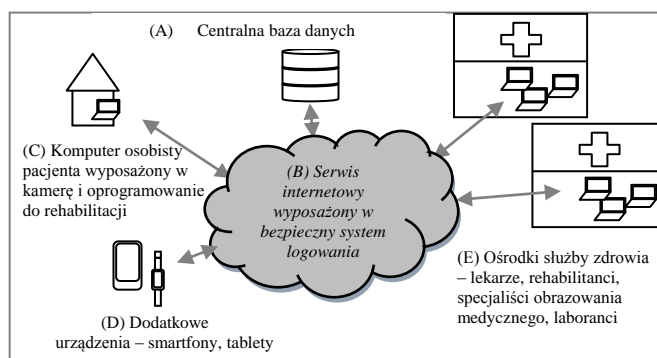 (A) Centralna baza danych
(C) Komputer osobisty
pacjenta wyposażony w
kamerę i oprogramowanie
do rehabilitacji
(B) Serwis
internetowy
wyposażony w
bezpieczny system
logowania
(D) Dodatkowe
urządzenia – smartfony, tablety
(E) Ośrodki służby zdrowia
– lekarze, rehabilitanci,
specjaliści obrazowania
medycznego, laboranci